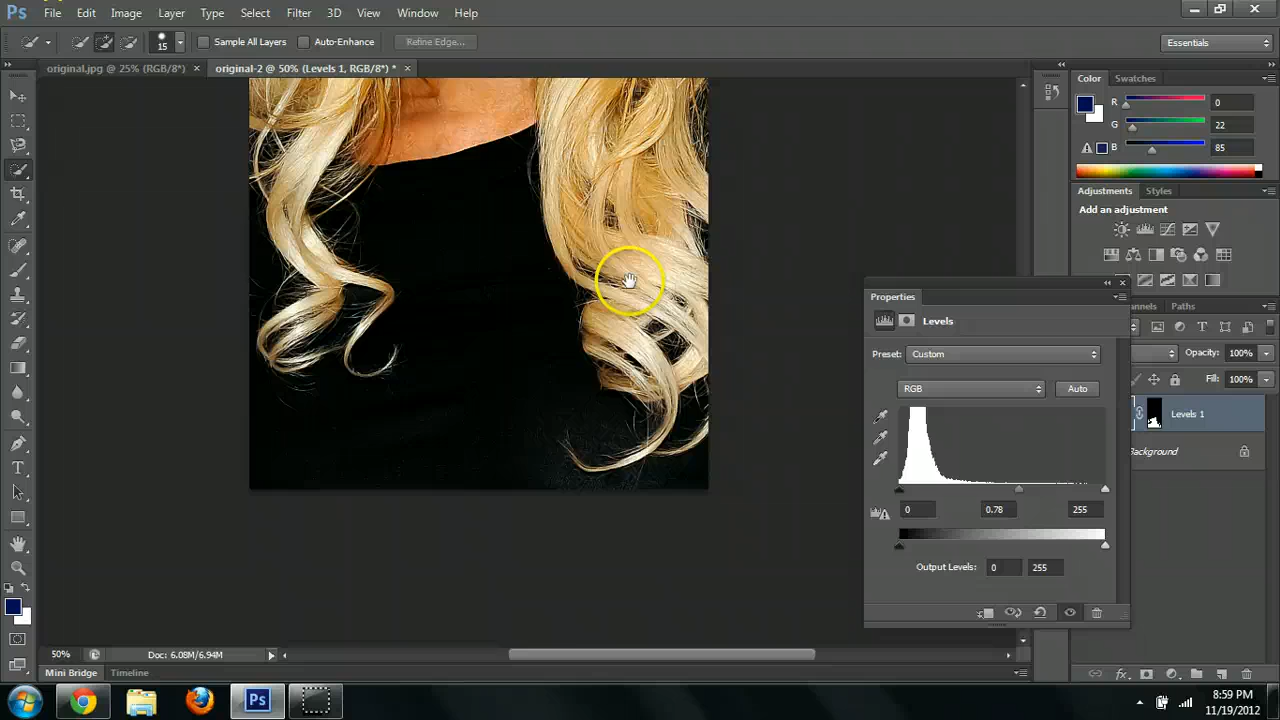 Ps File Edit Image Layer Type Select Filter 3D View Window Help
15 Sample All Layers Auto-Enhance Refine Edge... Essentials
original.jpg @ 25% (RGB/8*) × original-2 @ 50% (Levels 1, RGB/8*) * ×
Color Swatches
R 0
G 22
B 85
Adjustments Styles
Add an adjustment
Properties
Levels
Preset: Custom
RGB Auto
0 0.78 255
Output Levels: 0 255
annels Paths
Opacity: 100%
Fill: 100%
Levels 1
Background
50% Doc: 6.08M/6.94M
Mini Bridge Timeline
Ps
8:59 PM
11/19/2012